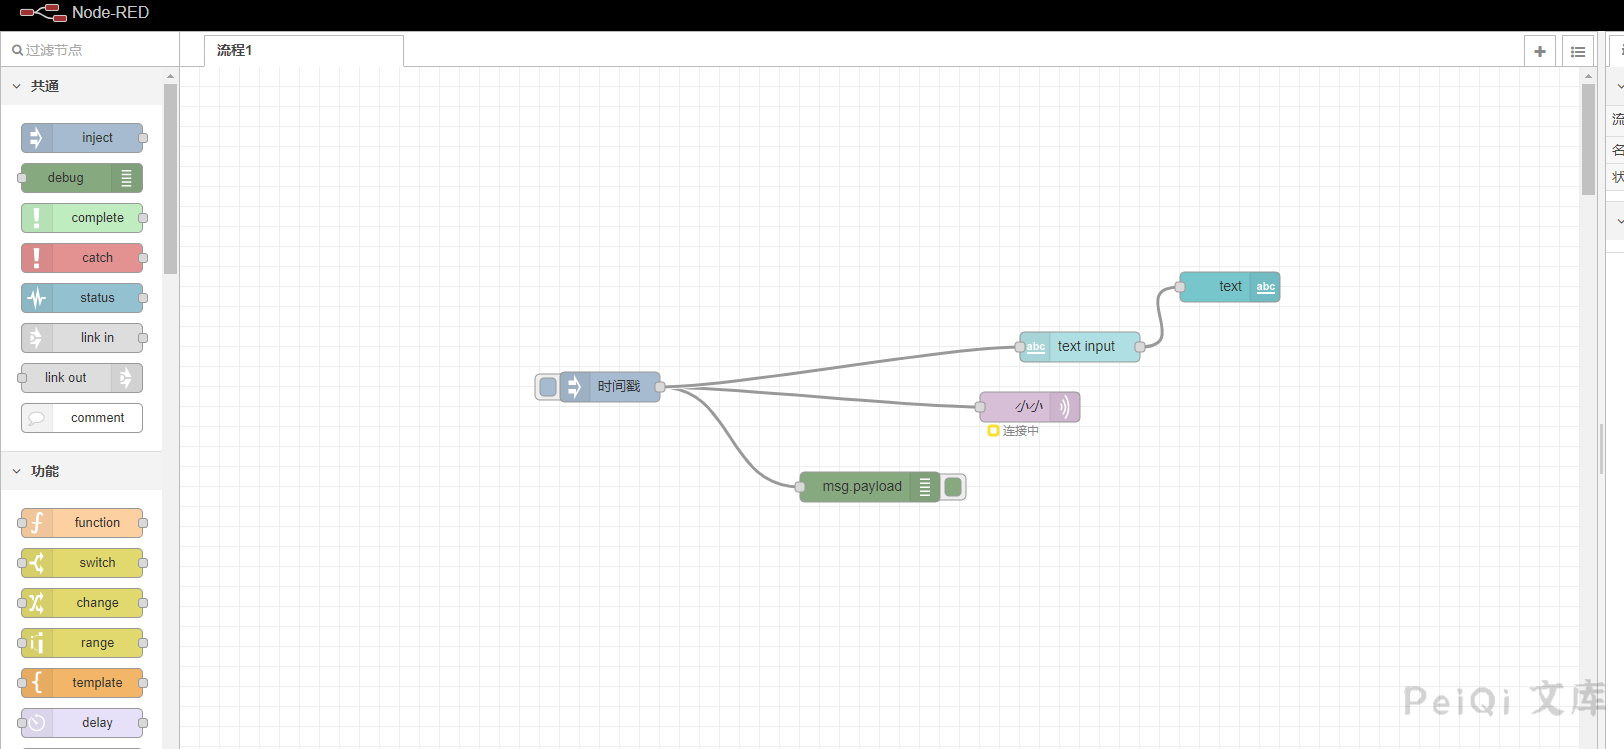 Node-RED
过滤节点
流程1
共通
inject
debug
complete
catch
status
link in
link out
comment
功能
function
switch
change
range
template
delay
text
abc
abc
text input
时间戳
小小
连接中
msg.payload
流
名
状
PeiQi 文库